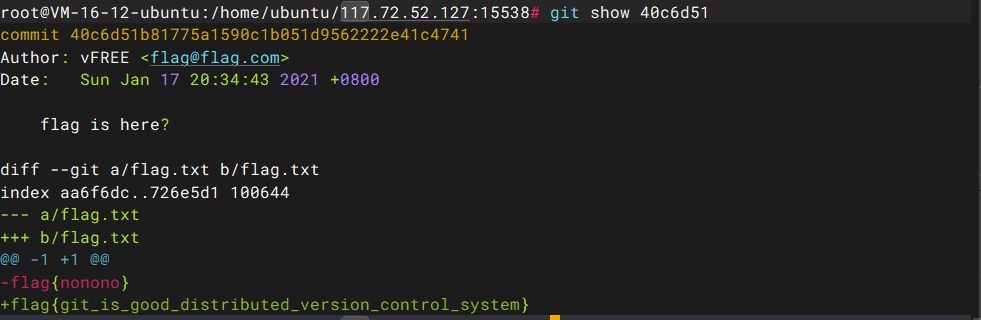 root@VM-16-12-ubuntu:/home/ubuntu/117.72.52.127:15538# git show 40c6d51
commit 40c6d51b81775a1590c1b051d9562222e41c4741
Author: vFREE <flag@flag.com>
Date:   Sun Jan 17 20:34:43 2021 +0800
    flag is here?
diff --git a/flag.txt b/flag.txt
index aa6f6dc..726e5d1 100644
--- a/flag.txt
+++ b/flag.txt
@@ -1 +1 @@
-flag{nonono}
+flag{git_is_good_distributed_version_control_system}